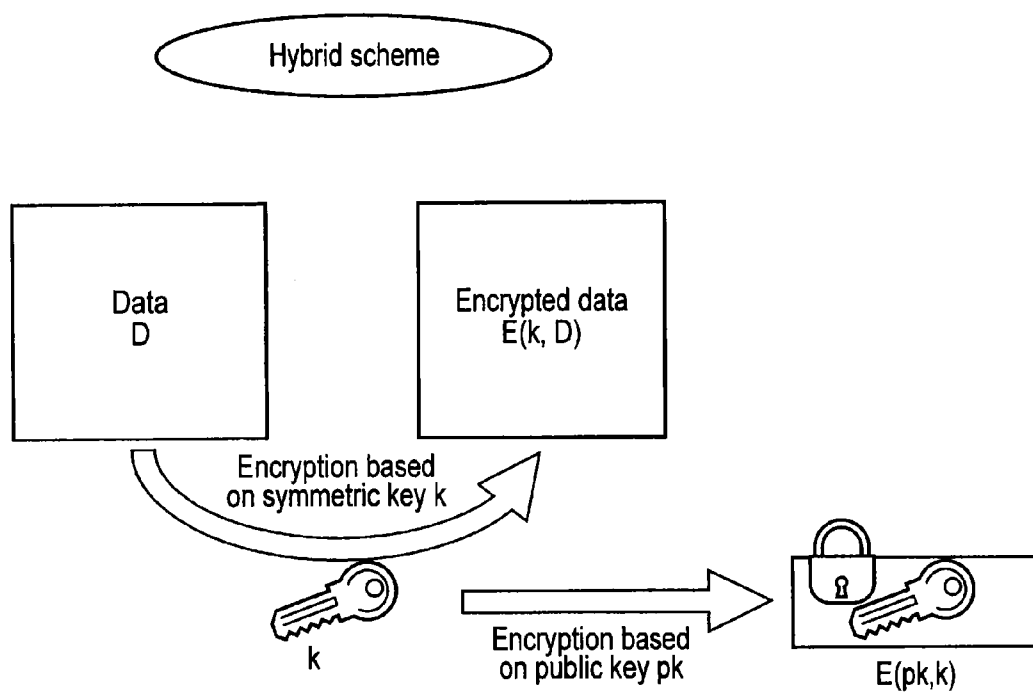 Hybrid scheme
Data
D
Encrypted data
E(k, D)
Encryption based
on symmetric key k
k
Encryption based
on public key pk
E(pk,k)